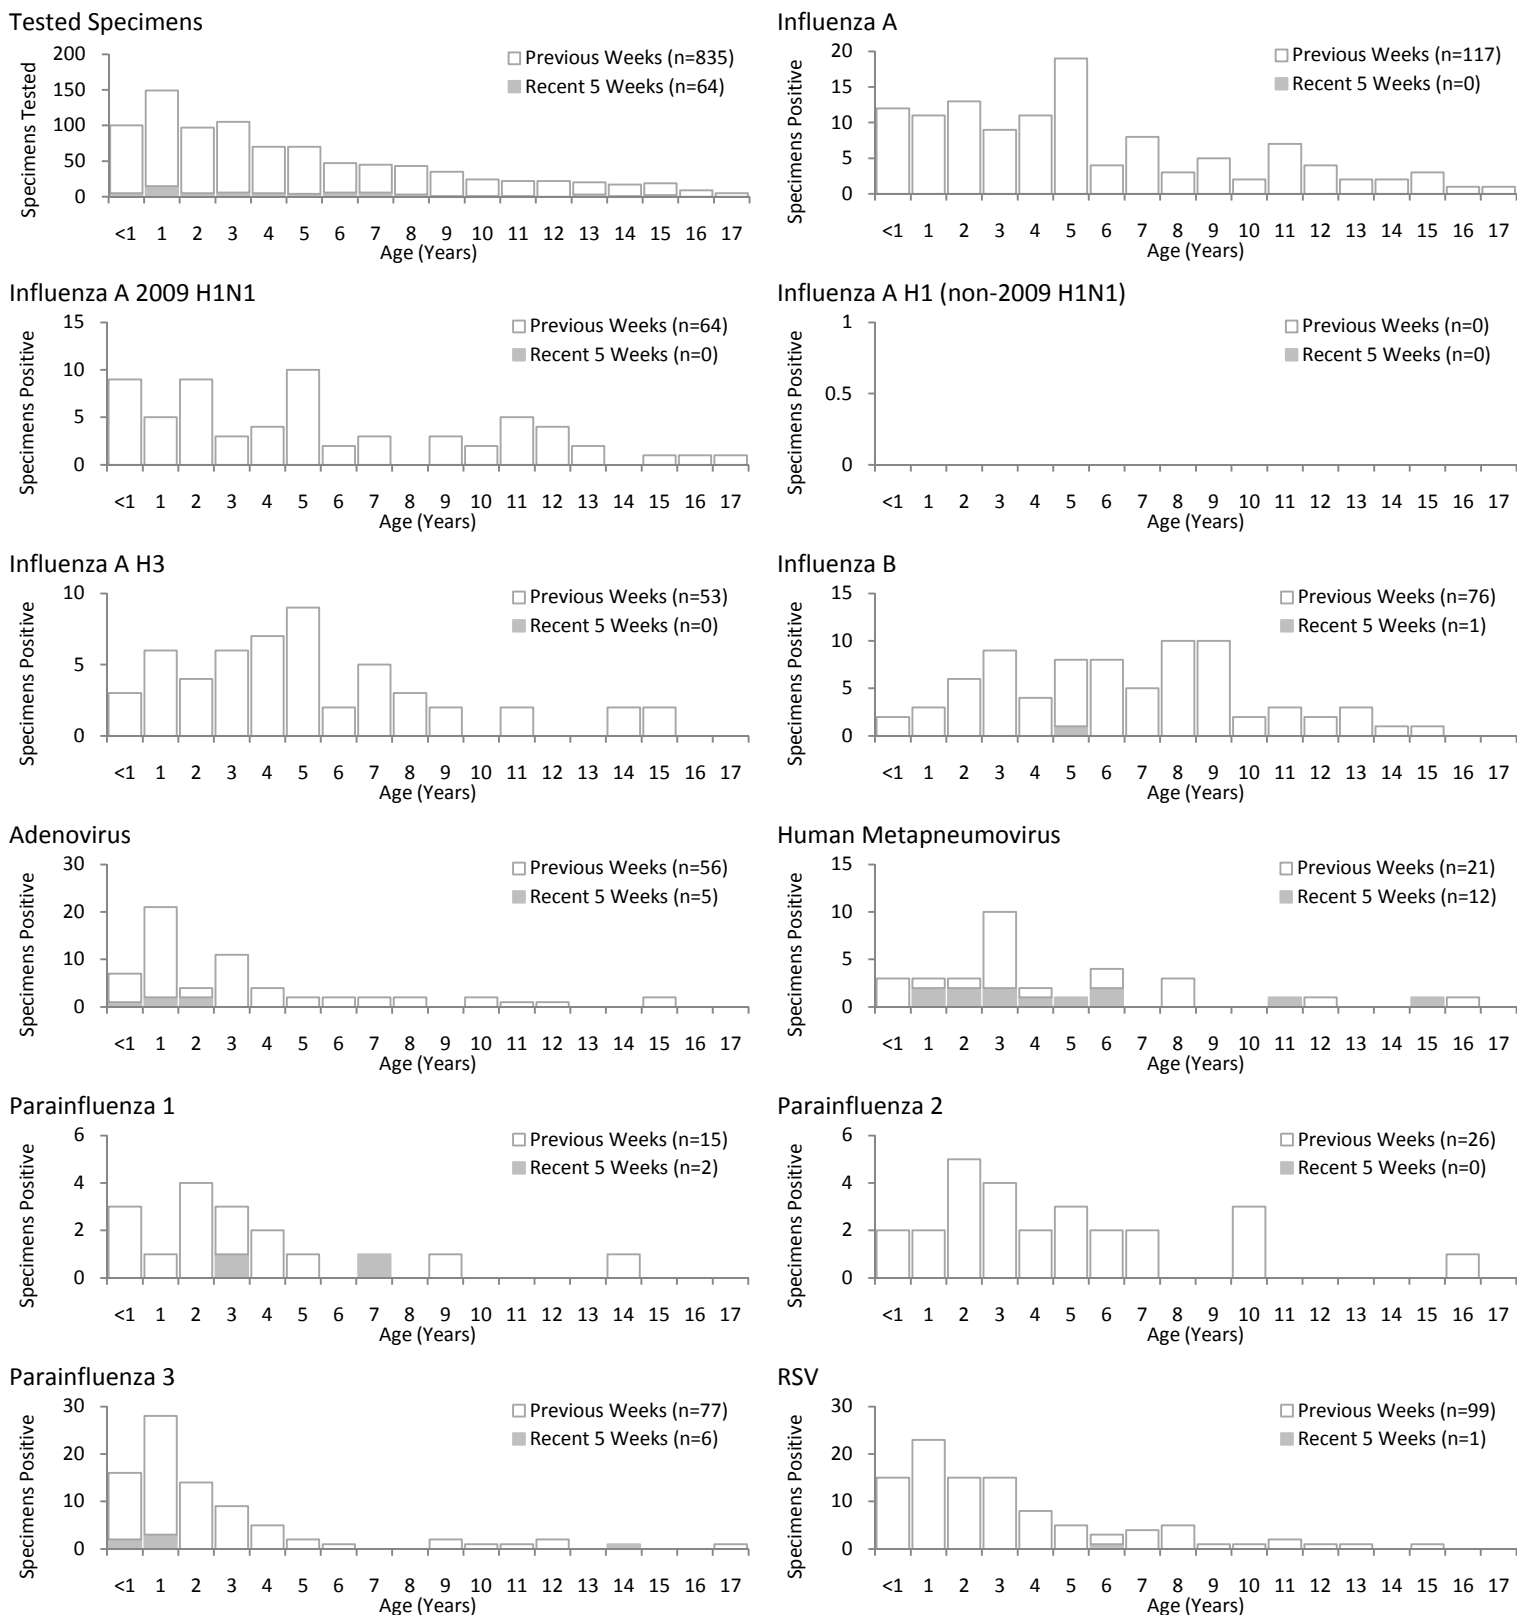 Tested Specimens
Specimens Tested
200
150
100
50
0
Previous Weeks (n=835)
Recent 5 Weeks (n=64)
<1 1 2 3 4 5 6 7 8 9 10 11 12 13 14 15 16 17
Age (Years)
Influenza A
Specimens Positive
20
15
10
5
0
Previous Weeks (n=117)
Recent 5 Weeks (n=0)
<1 1 2 3 4 5 6 7 8 9 10 11 12 13 14 15 16 17
Age (Years)
Influenza A 2009 H1N1
Specimens Positive
15
10
5
0
Previous Weeks (n=64)
Recent 5 Weeks (n=0)
<1 1 2 3 4 5 6 7 8 9 10 11 12 13 14 15 16 17
Age (Years)
Influenza A H1 (non-2009 H1N1)
Specimens Positive
1
0.5
0
Previous Weeks (n=0)
Recent 5 Weeks (n=0)
<1 1 2 3 4 5 6 7 8 9 10 11 12 13 14 15 16 17
Age (Years)
Influenza A H3
Specimens Positive
10
5
0
Previous Weeks (n=53)
Recent 5 Weeks (n=0)
<1 1 2 3 4 5 6 7 8 9 10 11 12 13 14 15 16 17
Age (Years)
Influenza B
Specimens Positive
15
10
5
0
Previous Weeks (n=76)
Recent 5 Weeks (n=1)
<1 1 2 3 4 5 6 7 8 9 10 11 12 13 14 15 16 17
Age (Years)
Adenovirus
Specimens Positive
30
20
10
0
Previous Weeks (n=56)
Recent 5 Weeks (n=5)
<1 1 2 3 4 5 6 7 8 9 10 11 12 13 14 15 16 17
Age (Years)
Human Metapneumovirus
Specimens Positive
15
10
5
0
Previous Weeks (n=21)
Recent 5 Weeks (n=12)
<1 1 2 3 4 5 6 7 8 9 10 11 12 13 14 15 16 17
Age (Years)
Parainfluenza 1
Specimens Positive
6
4
2
0
Previous Weeks (n=15)
Recent 5 Weeks (n=2)
<1 1 2 3 4 5 6 7 8 9 10 11 12 13 14 15 16 17
Age (Years)
Parainfluenza 2
Specimens Positive
6
4
2
0
Previous Weeks (n=26)
Recent 5 Weeks (n=0)
<1 1 2 3 4 5 6 7 8 9 10 11 12 13 14 15 16 17
Age (Years)
Parainfluenza 3
Specimens Positive
30
20
10
0
Previous Weeks (n=77)
Recent 5 Weeks (n=6)
<1 1 2 3 4 5 6 7 8 9 10 11 12 13 14 15 16 17
Age (Years)
RSV
Specimens Positive
30
20
10
0
Previous Weeks (n=99)
Recent 5 Weeks (n=1)
<1 1 2 3 4 5 6 7 8 9 10 11 12 13 14 15 16 17
Age (Years)